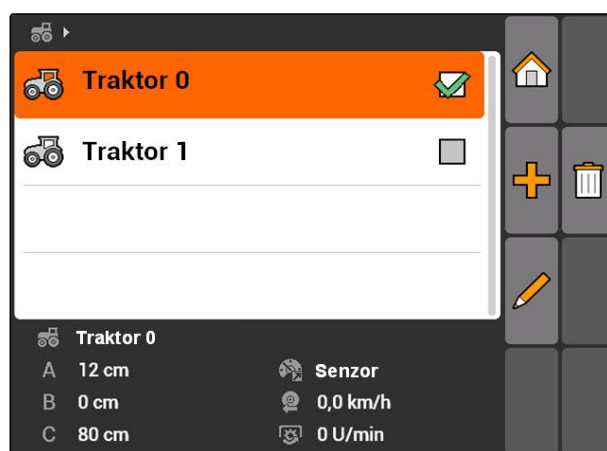 Traktor 0
Traktor 1
Traktor 0
A 12 cm Senzor
B 0 cm 0,0 km/h
C 80 cm 0 U/min